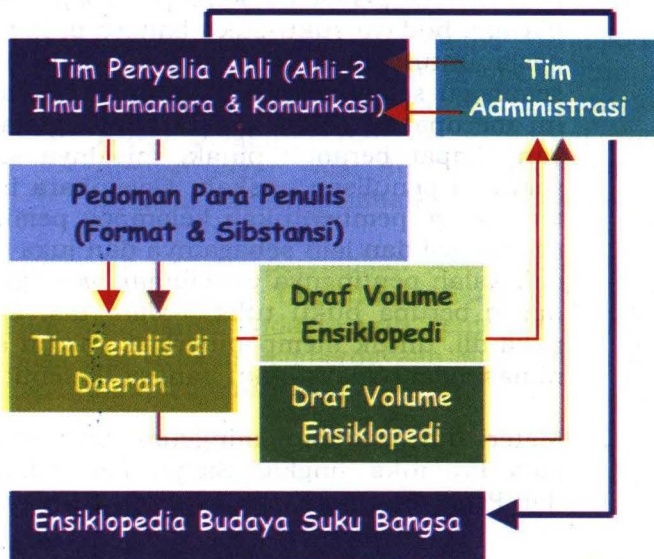 Tim Penyelia Ahli (Ahli-2
Ilmu Humaniora & Komunikasi)
Tim
Administrasi
Pedoman Para Penulis
(Format & Sibstansi)
Draf Volume
Ensiklopedi
Tim Penulis di
Daerah
Draf Volume
Ensiklopedi
Ensiklopedia Budaya Suku Bangsa